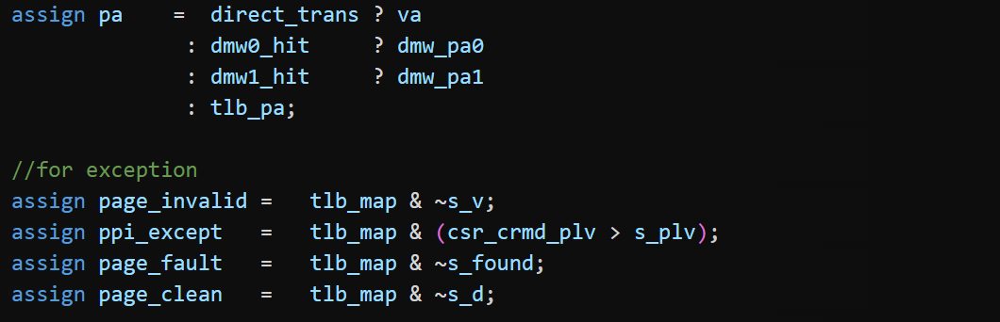 assign pa    =  direct_trans ? va
              : dmw0_hit     ? dmw_pa0
              : dmw1_hit     ? dmw_pa1
              : tlb_pa;
//for exception
assign page_invalid =   tlb_map & ~s_v;
assign ppi_except   =   tlb_map & (csr_crmd_plv > s_plv);
assign page_fault   =   tlb_map & ~s_found;
assign page_clean   =   tlb_map & ~s_d;